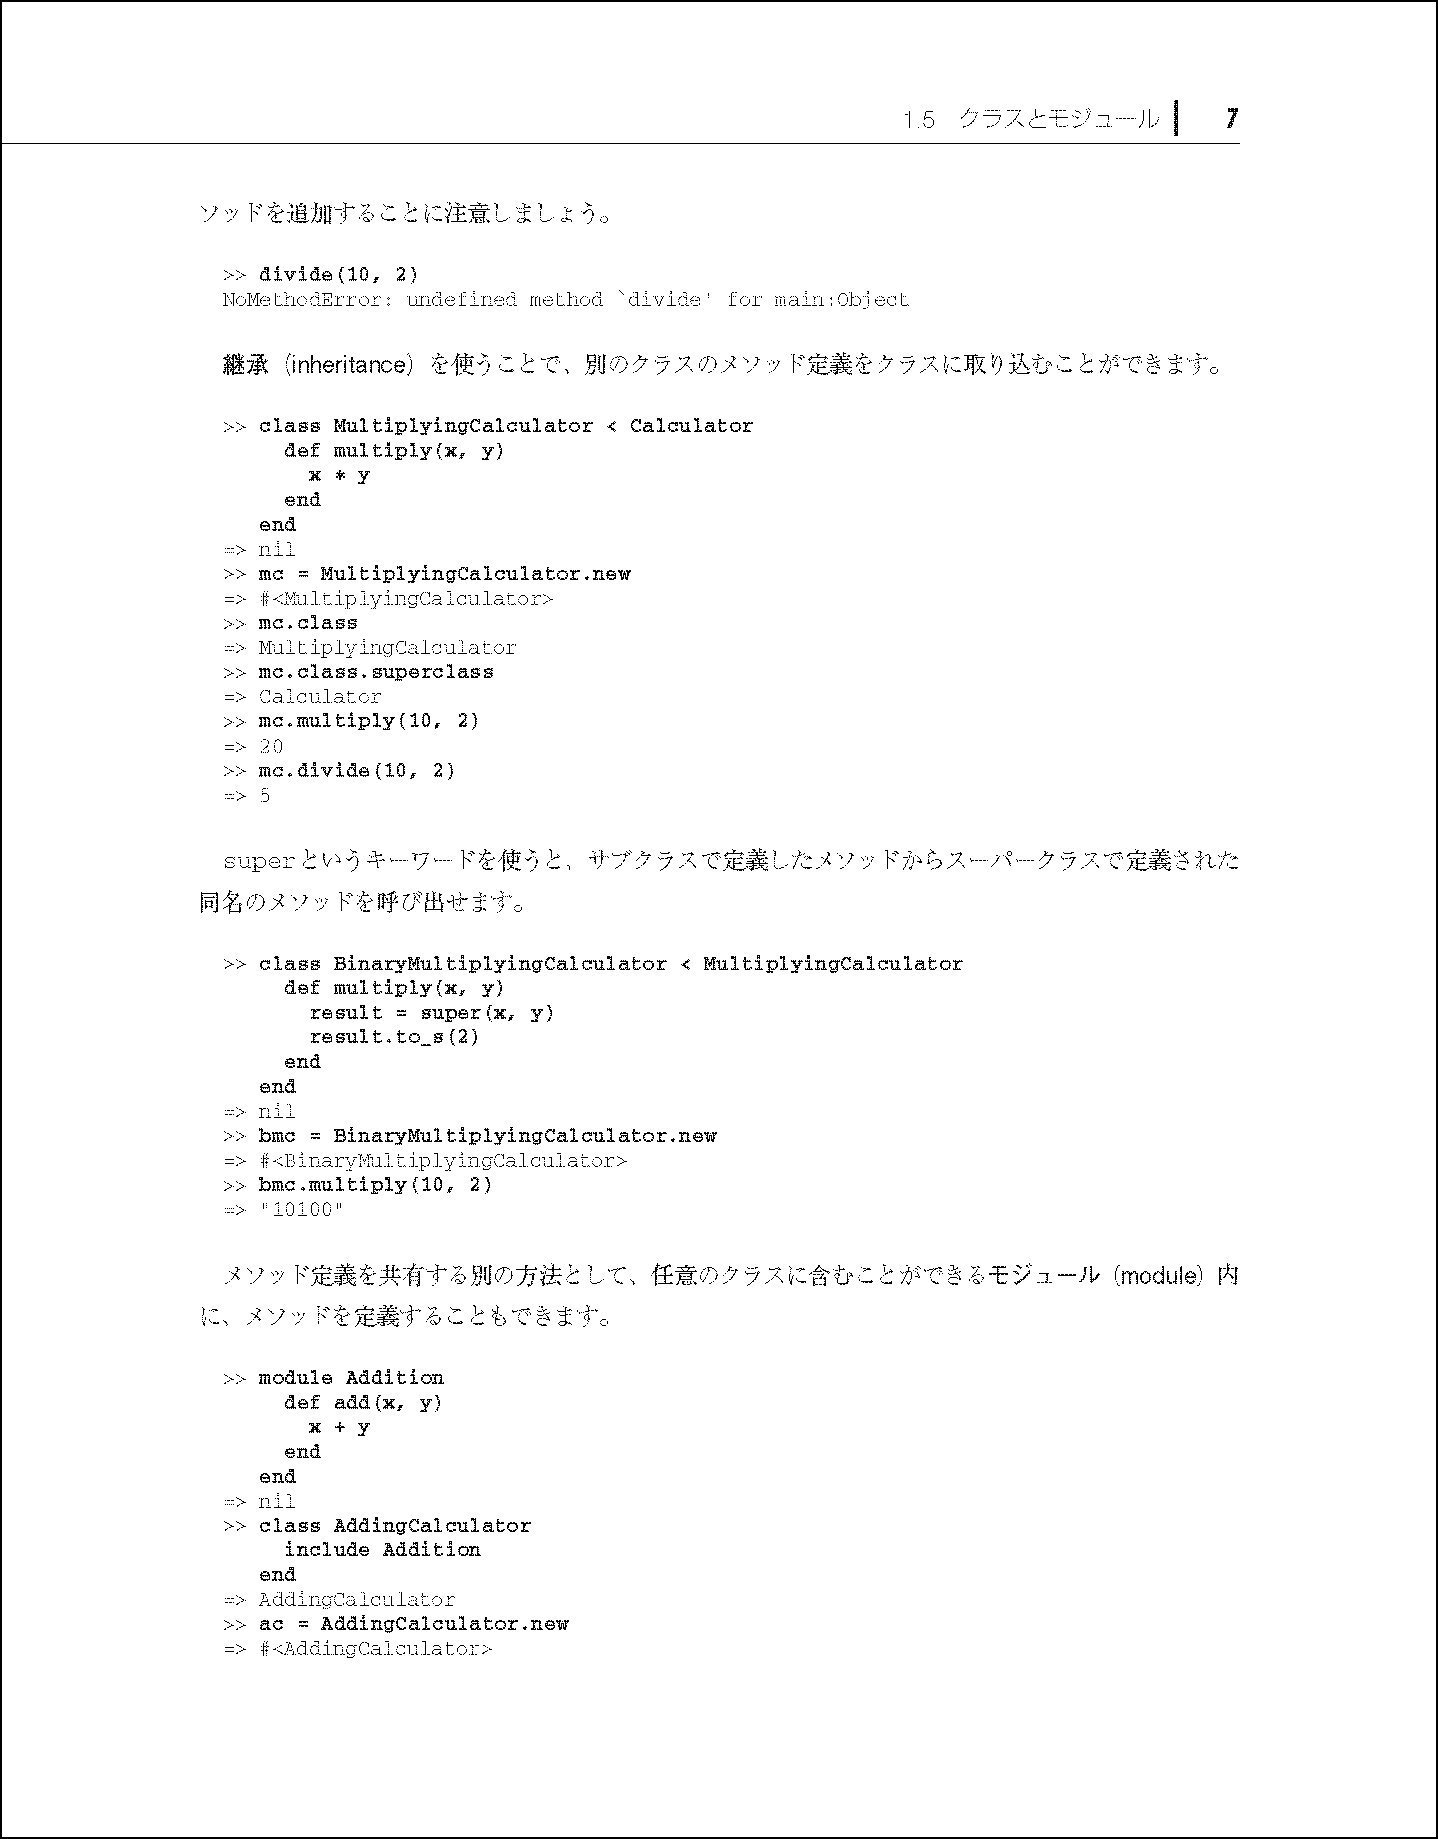 1.5　クラスとモジュール 7
ソッドを追加することに注意しましょう。
>> divide(10, 2)
NoMethodError: undefined method `divide' for main:Object
継承（inheritance）を使うことで、別のクラスのメソッド定義をクラスに取り込むことができます。
>> class MultiplyingCalculator < Calculator
     def multiply(x, y)
       x * y
     end
   end
=> nil
>> mc = MultiplyingCalculator.new
=> #<MultiplyingCalculator>
>> mc.class
=> MultiplyingCalculator
>> mc.class.superclass
=> Calculator
>> mc.multiply(10, 2)
=> 20
>> mc.divide(10, 2)
=> 5
superというキーワードを使うと、サブクラスで定義したメソッドからスーパークラスで定義された
同名のメソッドを呼び出せます。
>> class BinaryMultiplyingCalculator < MultiplyingCalculator
     def multiply(x, y)
       result = super(x, y)
       result.to_s(2)
     end
   end
=> nil
>> bmc = BinaryMultiplyingCalculator.new
=> #<BinaryMultiplyingCalculator>
>> bmc.multiply(10, 2)
=> "10100"
メソッド定義を共有する別の方法として、任意のクラスに含むことができるモジュール（module）内
に、メソッドを定義することもできます。
>> module Addition
     def add(x, y)
       x + y
     end
   end
=> nil
>> class AddingCalculator
     include Addition
   end
=> AddingCalculator
>> ac = AddingCalculator.new
=> #<AddingCalculator>